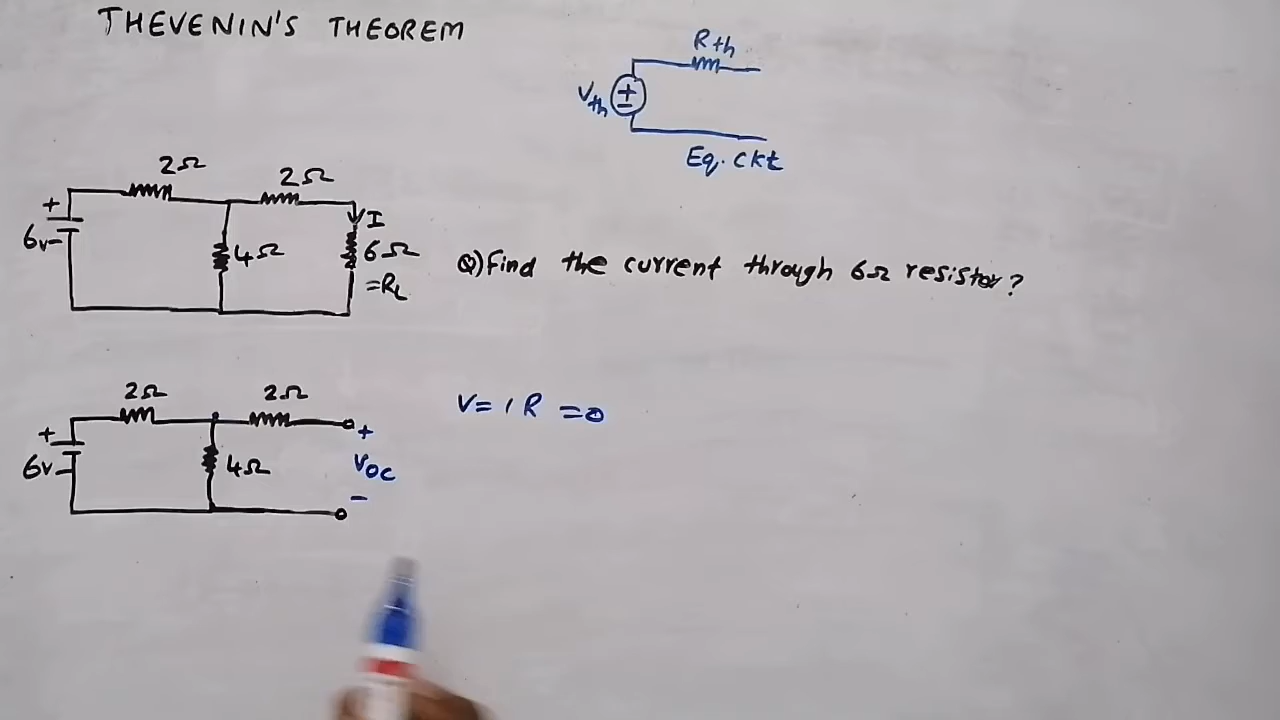 THEVENIN'S THEOREM
Rth
Vth
+
Eq. Ckt
2Ω
2Ω
+
6v
4Ω
I
6Ω
=RL
Q) Find the current through 6Ω resistor?
2Ω
2Ω
+
6v
4Ω
+
Voc
-
V= IR =0